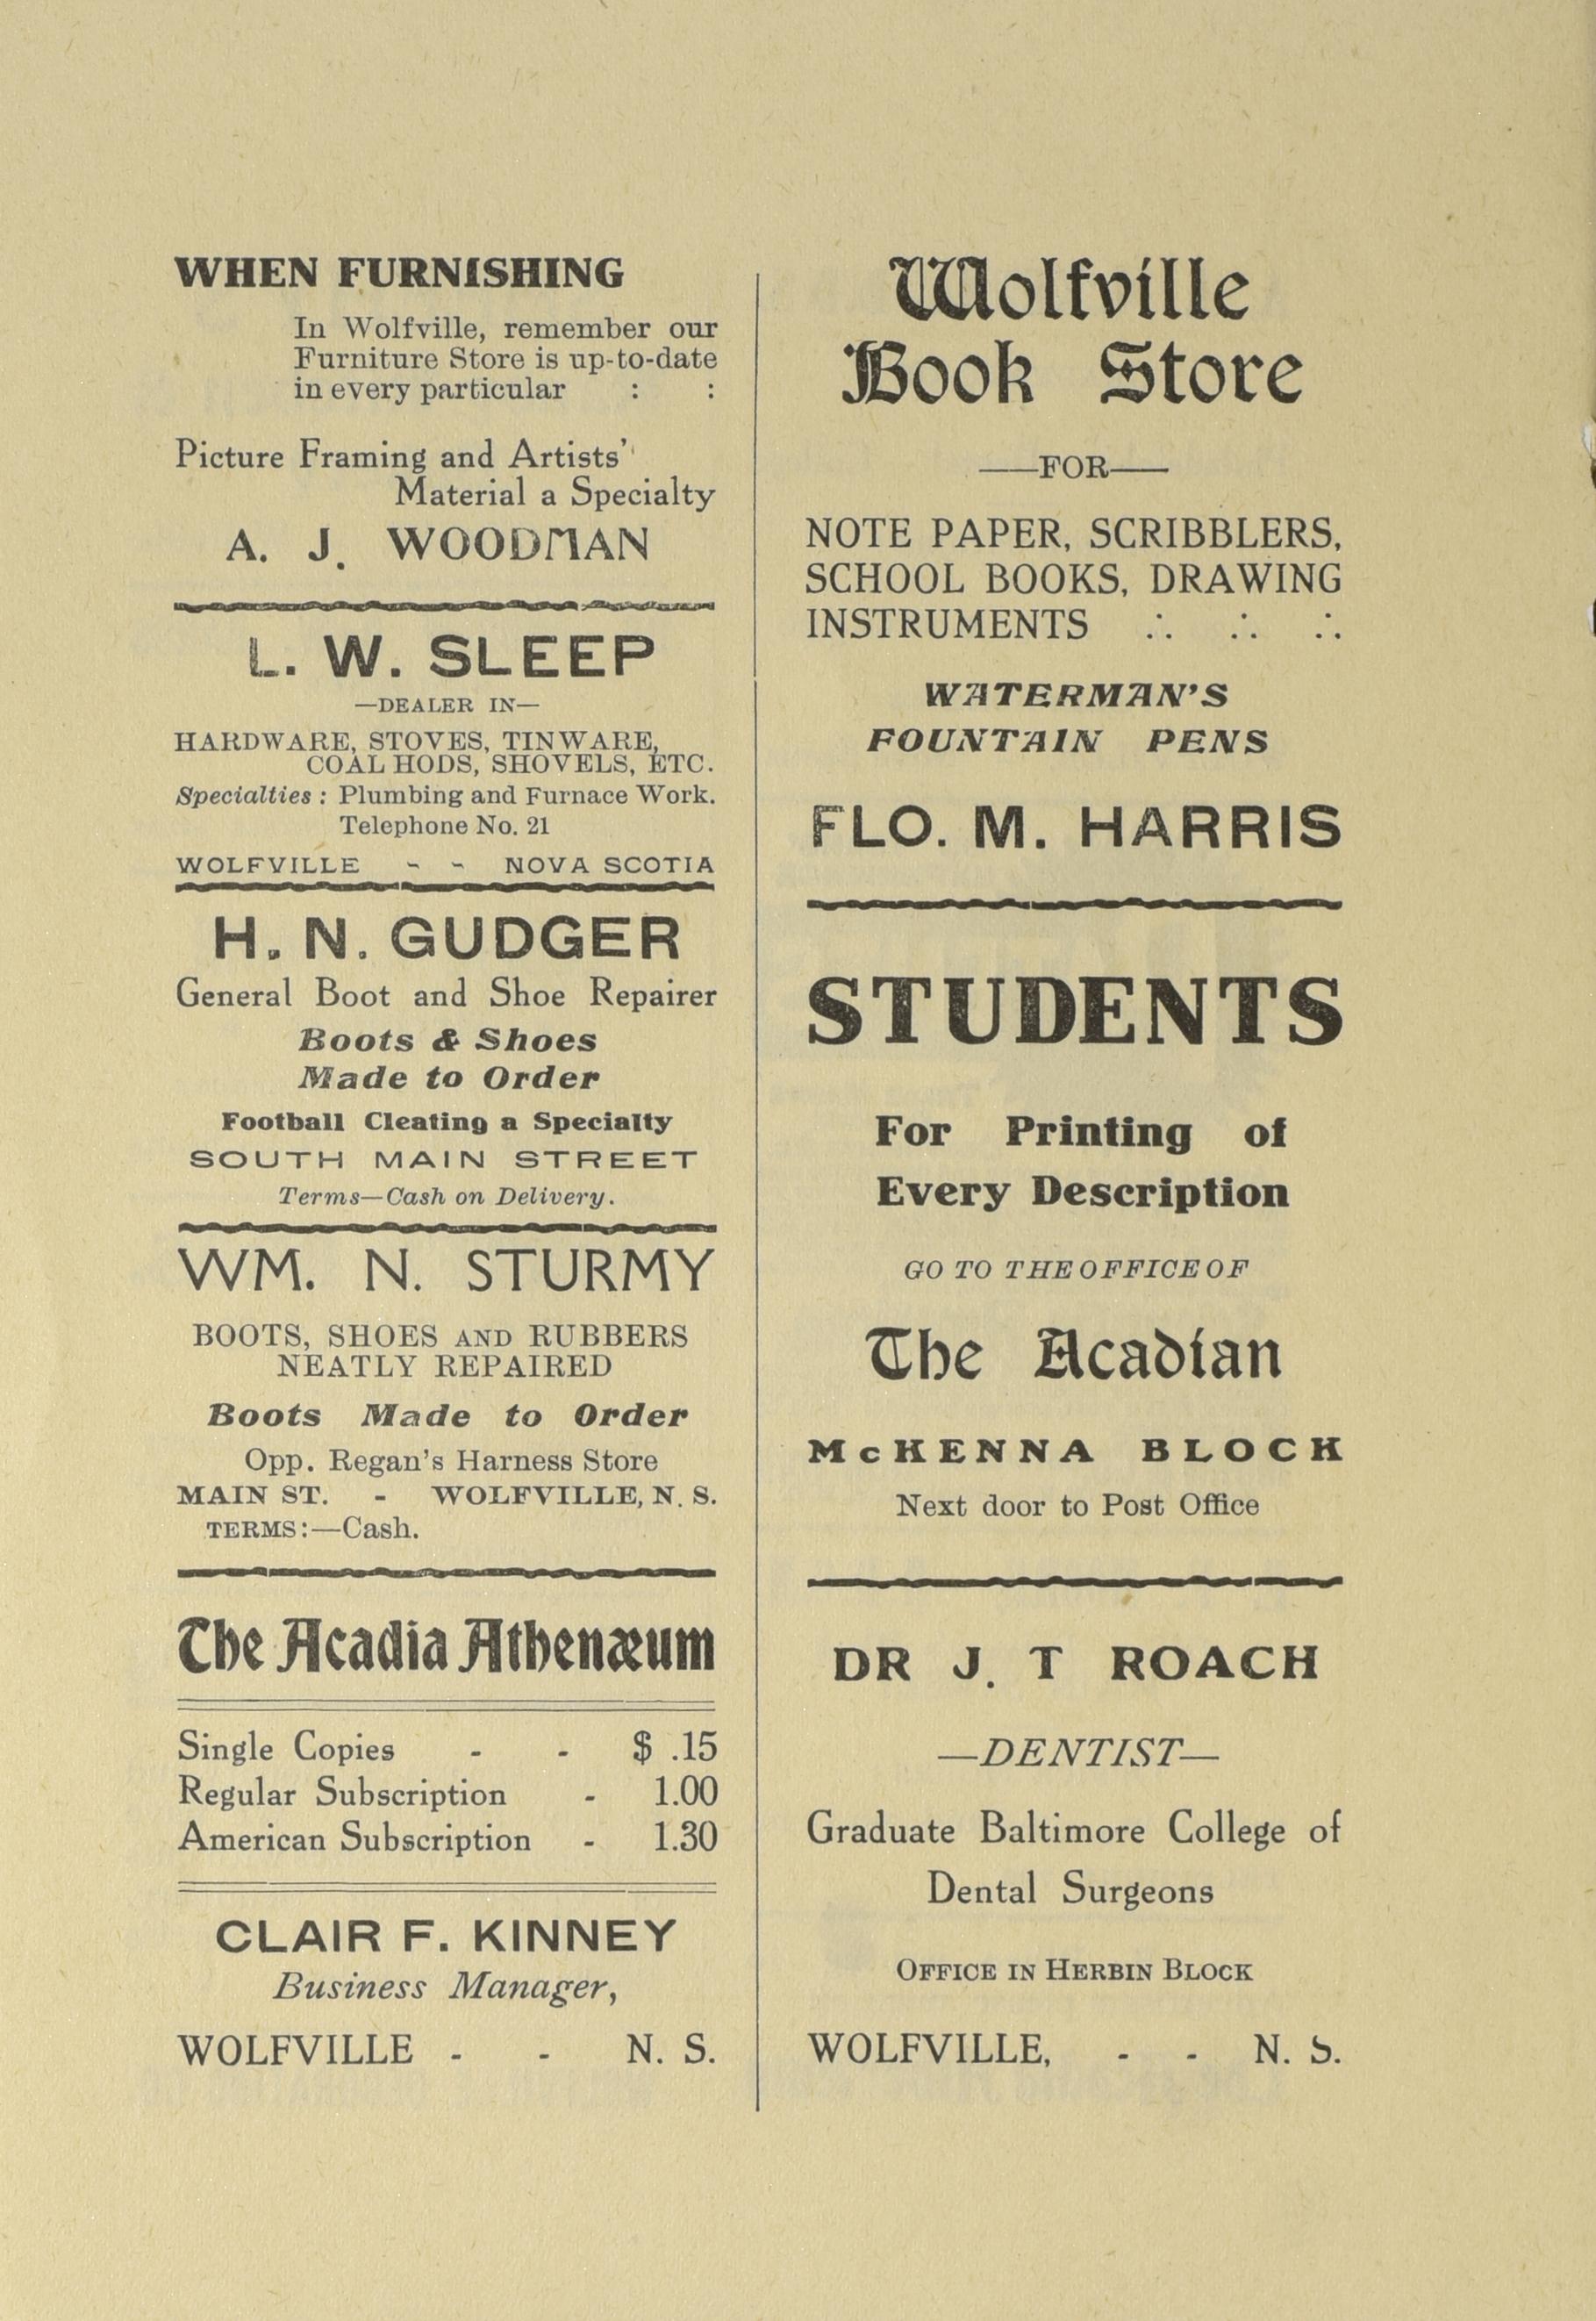 WHEN FURNISHING
In Wolfville, remember our
Furniture Store is up-to-date
in every particular : :
Picture Framing and Artists'
Material a Specialty
A. J. WOODMAN
L. W. SLEEP
—DEALER IN—
HARDWARE, STOVES, TINWARE,
COAL HODS, SHOVELS, ETC.
Specialties : Plumbing and Furnace Work.
Telephone No. 21
WOLFVILLE - - NOVA SCOTIA
H. N. GUDGER
General Boot and Shoe Repairer
Boots & Shoes
Made to Order
Football Cleating a Specialty
SOUTH MAIN STREET
Terms—Cash on Delivery.
WM. N. STURMY
BOOTS, SHOES AND RUBBERS
NEATLY REPAIRED
Boots Made to Order
Opp. Regan's Harness Store
MAIN ST. - WOLFVILLE, N. S.
TERMS:—Cash.
The Acadia Athenæum
Single Copies - - $ .15
Regular Subscription - 1.00
American Subscription - 1.30
CLAIR F. KINNEY
Business Manager,
WOLFVILLE - - N. S.
Wolfville
Book Store
——FOR——
NOTE PAPER, SCRIBBLERS,
SCHOOL BOOKS, DRAWING
INSTRUMENTS ∴ ∴ ∴
WATERMAN'S
FOUNTAIN PENS
FLO. M. HARRIS
STUDENTS
For Printing of
Every Description
GO TO THE OFFICE OF
The Acadian
McKENNA BLOCK
Next door to Post Office
DR J. T ROACH
—DENTIST—
Graduate Baltimore College of
Dental Surgeons
OFFICE IN HERBIN BLOCK
WOLFVILLE, - - N. S.